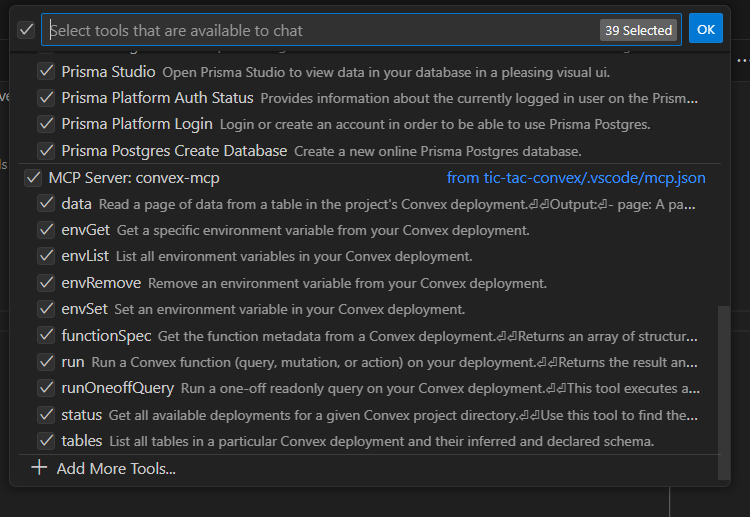 Select tools that are available to chat
39 Selected
OK
Prisma Studio Open Prisma Studio to view data in your database in a pleasing visual ui.
Prisma Platform Auth Status Provides information about the currently logged in user on the Prism...
Prisma Platform Login Login or create an account in order to be able to use Prisma Postgres.
Prisma Postgres Create Database Create a new online Prisma Postgres database.
MCP Server: convex-mcp from tic-tac-convex/.vscode/mcp.json
data Read a page of data from a table in the project's Convex deployment.⏎⏎Output:⏎- page: A pa...
envGet Get a specific environment variable from your Convex deployment.
envList List all environment variables in your Convex deployment.
envRemove Remove an environment variable from your Convex deployment.
envSet Set an environment variable in your Convex deployment.
functionSpec Get the function metadata from a Convex deployment.⏎⏎Returns an array of structur...
run Run a Convex function (query, mutation, or action) on your deployment.⏎⏎Returns the result an...
runOneoffQuery Run a one-off readonly query on your Convex deployment.⏎⏎This tool executes a...
status Get all available deployments for a given Convex project directory.⏎⏎Use this tool to find the...
tables List all tables in a particular Convex deployment and their inferred and declared schema.
Add More Tools...